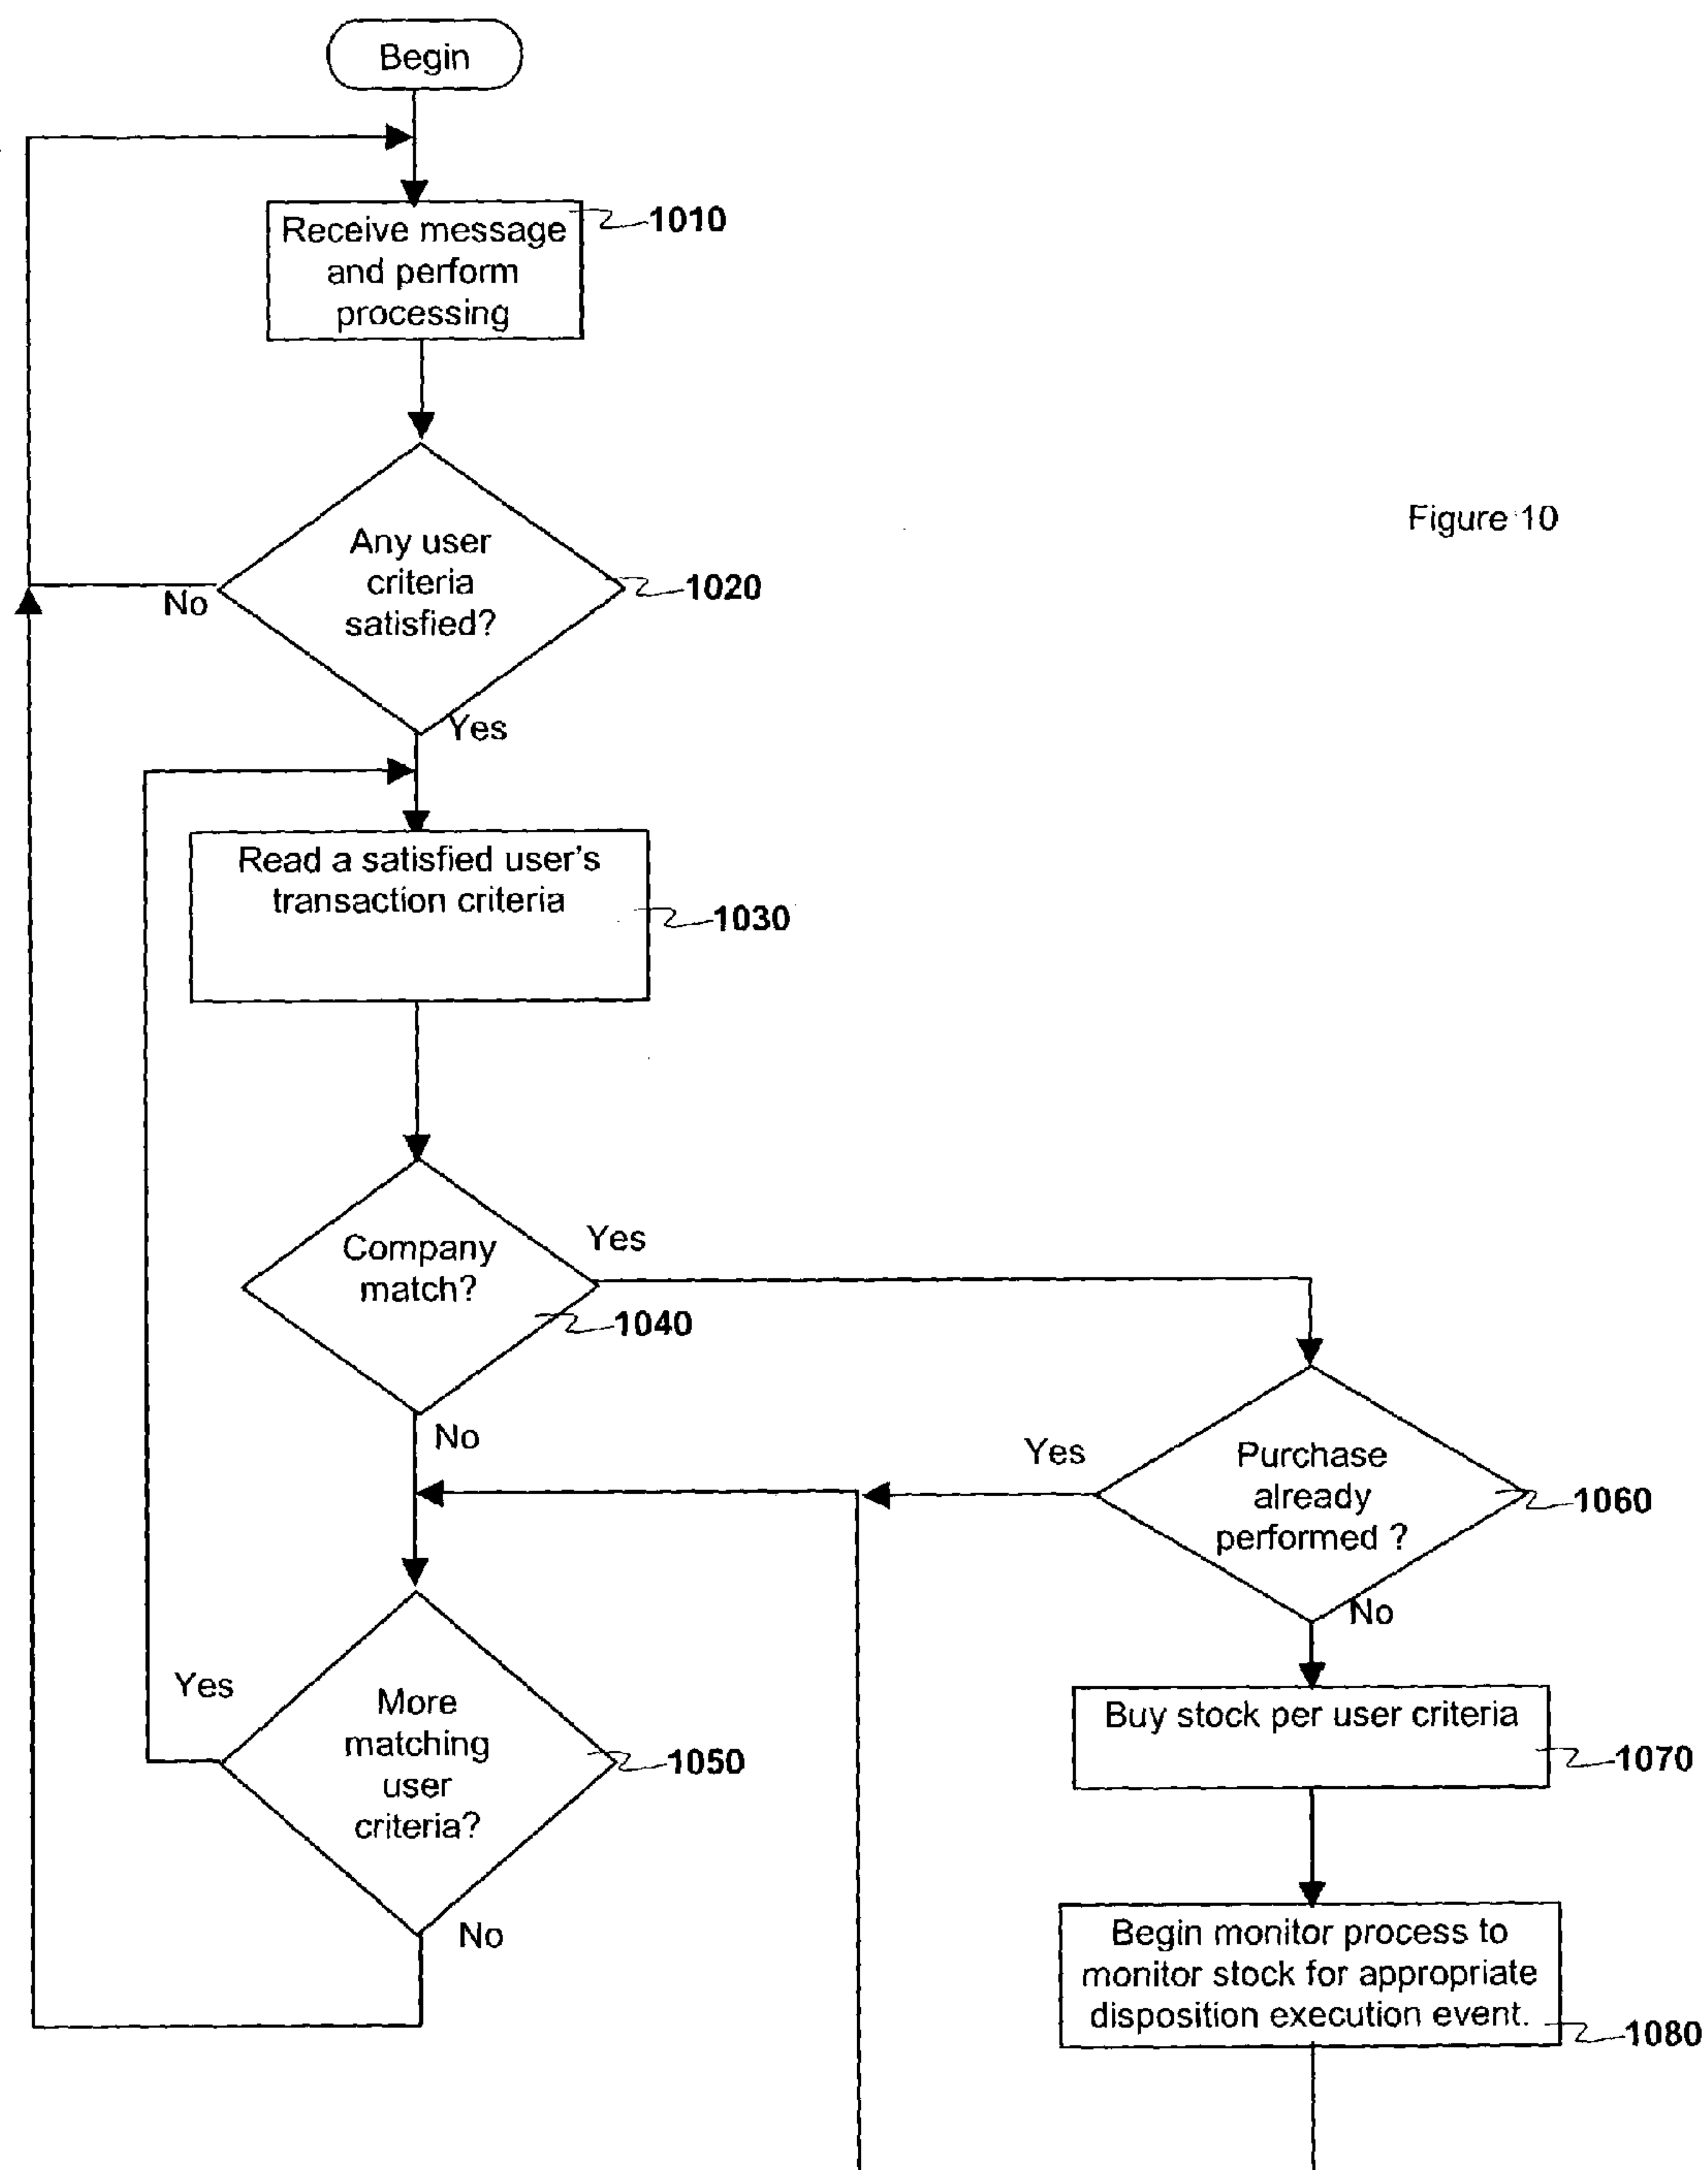 Begin
Receive message
and perform
processing
1010
Figure 10
Any user
criteria
satisfied?
1020
No
Yes
Read a satisfied user's
transaction criteria
1030
Company
match?
Yes
1040
No
Yes
Purchase
already
performed ?
1060
No
Yes
More
matching
user
criteria?
1050
No
Buy stock per user criteria
1070
Begin monitor process to
monitor stock for appropriate
disposition execution event.
1080